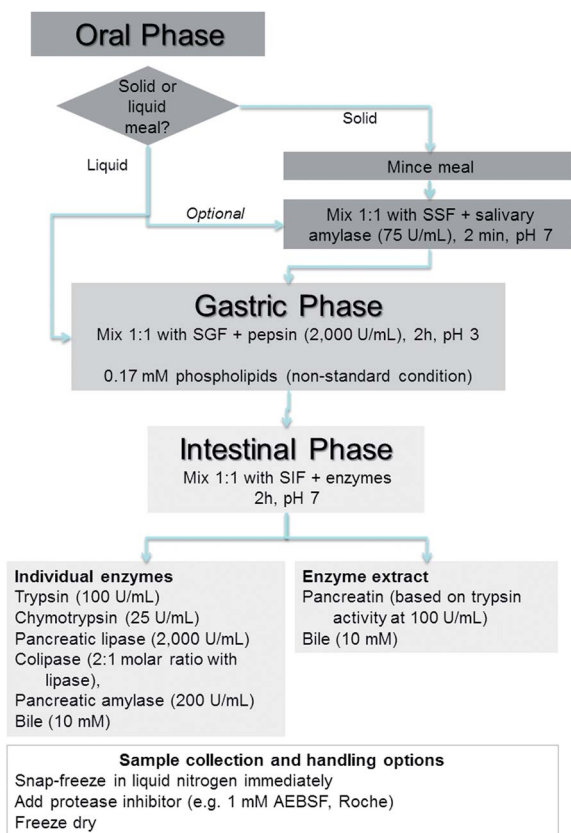 Oral Phase
Solid or
liquid
meal?
Solid
Liquid
Mince meal
Optional
Mix 1:1 with SSF + salivary
amylase (75 U/mL), 2 min, pH 7
Gastric Phase
Mix 1:1 with SGF + pepsin (2,000 U/mL), 2h, pH 3
0.17 mM phospholipids (non-standard condition)
Intestinal Phase
Mix 1:1 with SIF + enzymes
2h, pH 7
Individual enzymes
Trypsin (100 U/mL)
Chymotrypsin (25 U/mL)
Pancreatic lipase (2,000 U/mL)
Colipase (2:1 molar ratio with
lipase),
Pancreatic amylase (200 U/mL)
Bile (10 mM)
Enzyme extract
Pancreatin (based on trypsin
activity at 100 U/mL)
Bile (10 mM)
Sample collection and handling options
Snap-freeze in liquid nitrogen immediately
Add protease inhibitor (e.g. 1 mM AEBSF, Roche)
Freeze dry